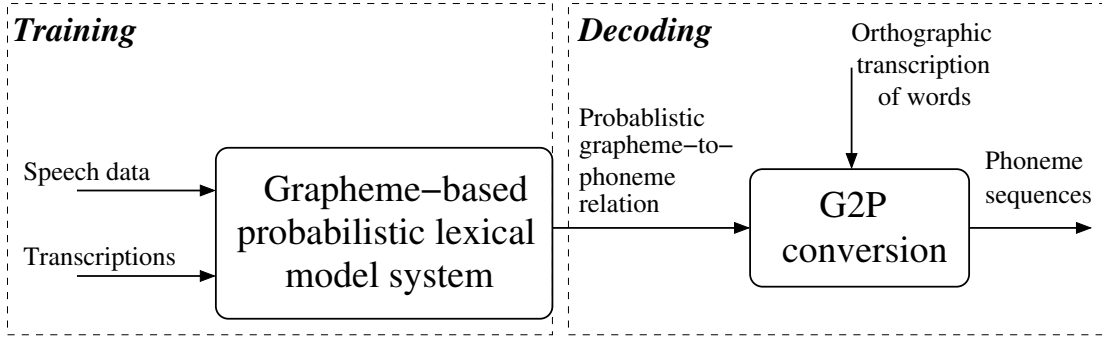 Training
Speech data
Transcriptions
Grapheme−based
probabilistic lexical
model system
Decoding
Probablistic
grapheme−to−
phoneme
relation
Orthographic
transcription
of words
G2P
conversion
Phoneme
sequences